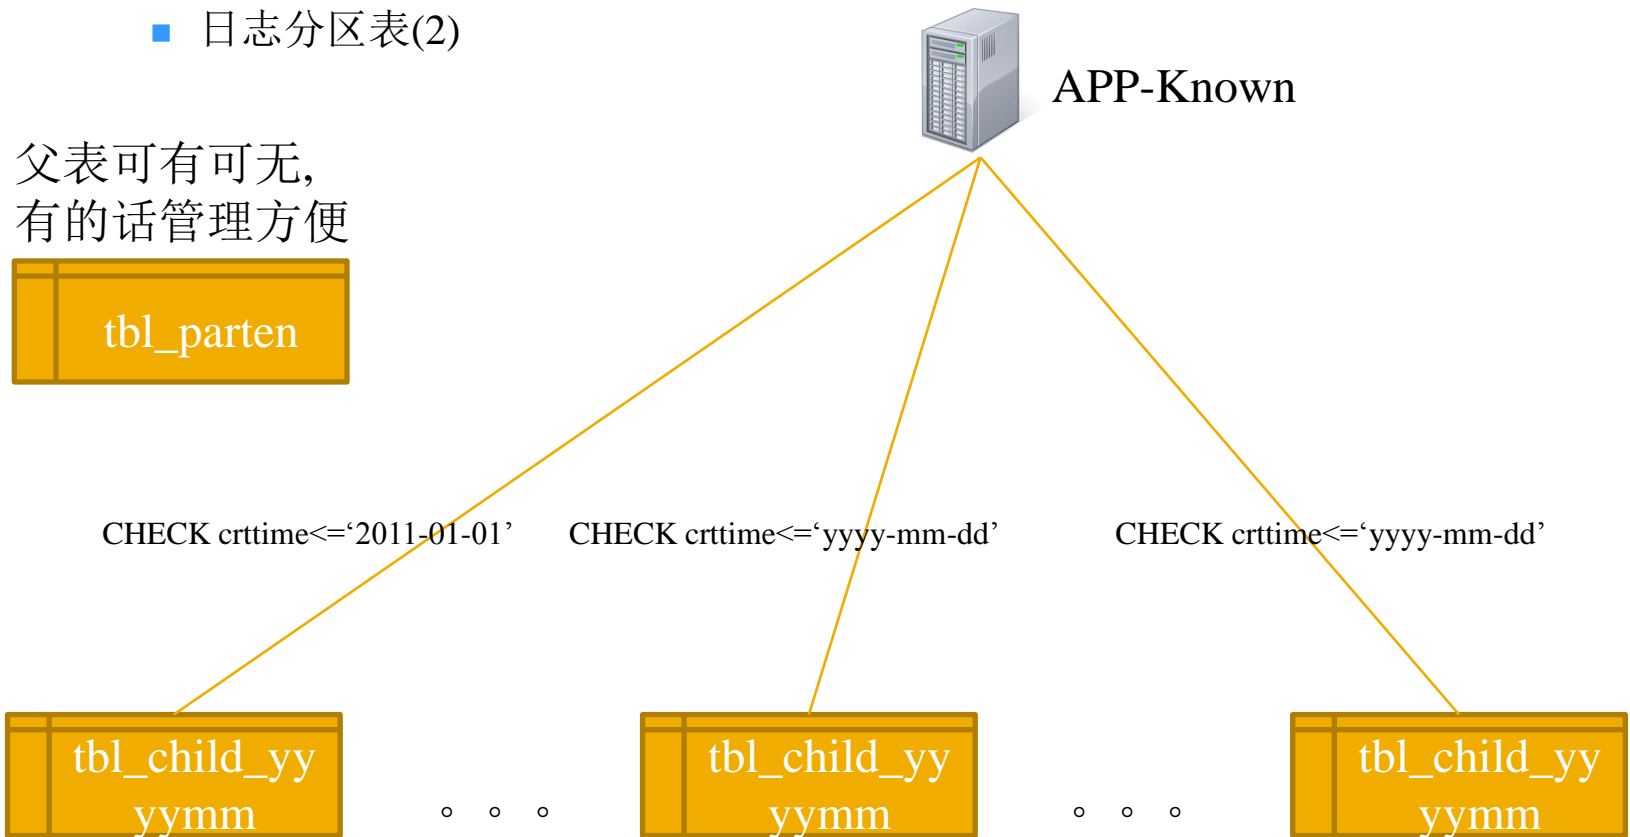 日志分区表(2)
APP-Known
父表可有可无,
有的话管理方便
tbl_parten
CHECK crttime<=‘2011-01-01’
CHECK crttime<=‘yyyy-mm-dd’
CHECK crttime<=‘yyyy-mm-dd’
tbl_child_yy
yymm
。。。
tbl_child_yy
yymm
。。。
tbl_child_yy
yymm